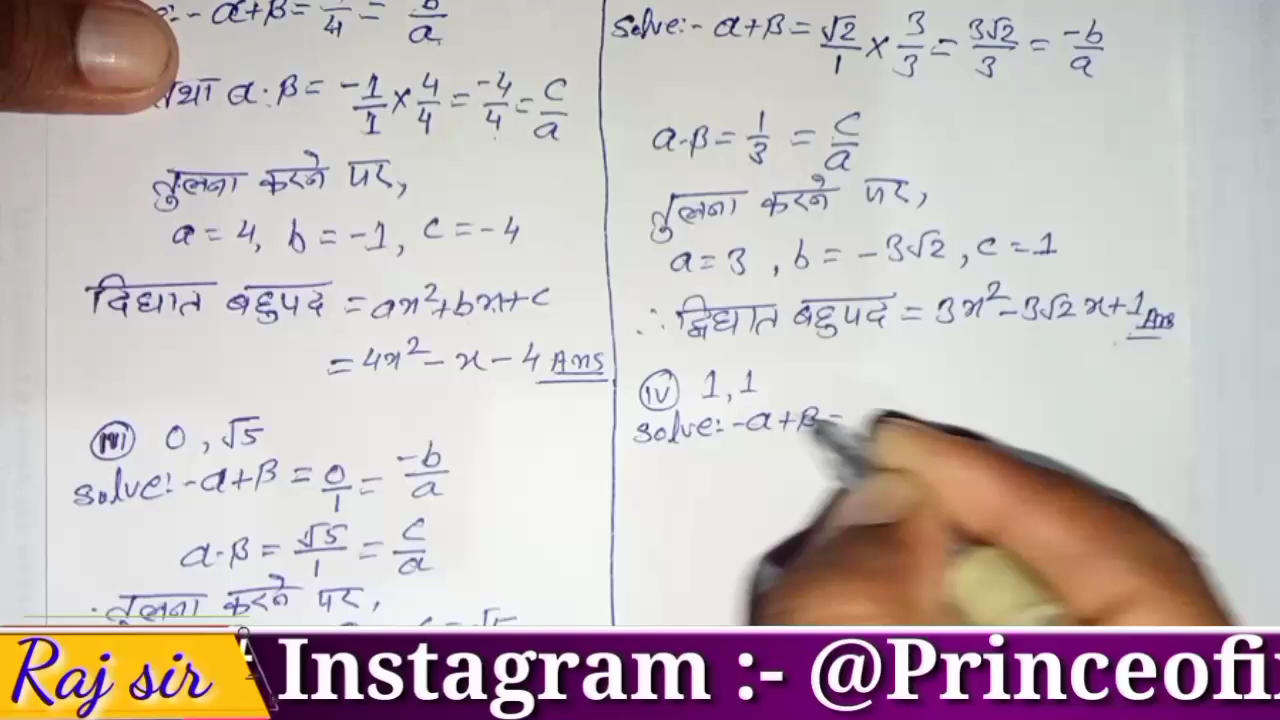 α+β = 1/4 = -b/a
तथा α·β = -1/1 × 4/4 = -4/4 = c/a
तुलना करने पर,
a = 4, b = -1, c = -4
द्विघात बहुपद = ax²+bx+c
= 4x² - x - 4 Ans
(iii) 0, √5
Solve:- α+β = 0/1 = -b/a
α·β = √5/1 = c/a
तुलना करने पर,
Solve:- α+β = √2/1 × 3/3 = 3√2/3 = -b/a
α·β = 1/3 = c/a
तुलना करने पर,
a = 3, b = -3√2, c = 1
∴ द्विघात बहुपद = 3x² - 3√2x + 1 Ans
(iv) 1, 1
Solve:- α+β =
Raj sir
Instagram :- @Princeofi